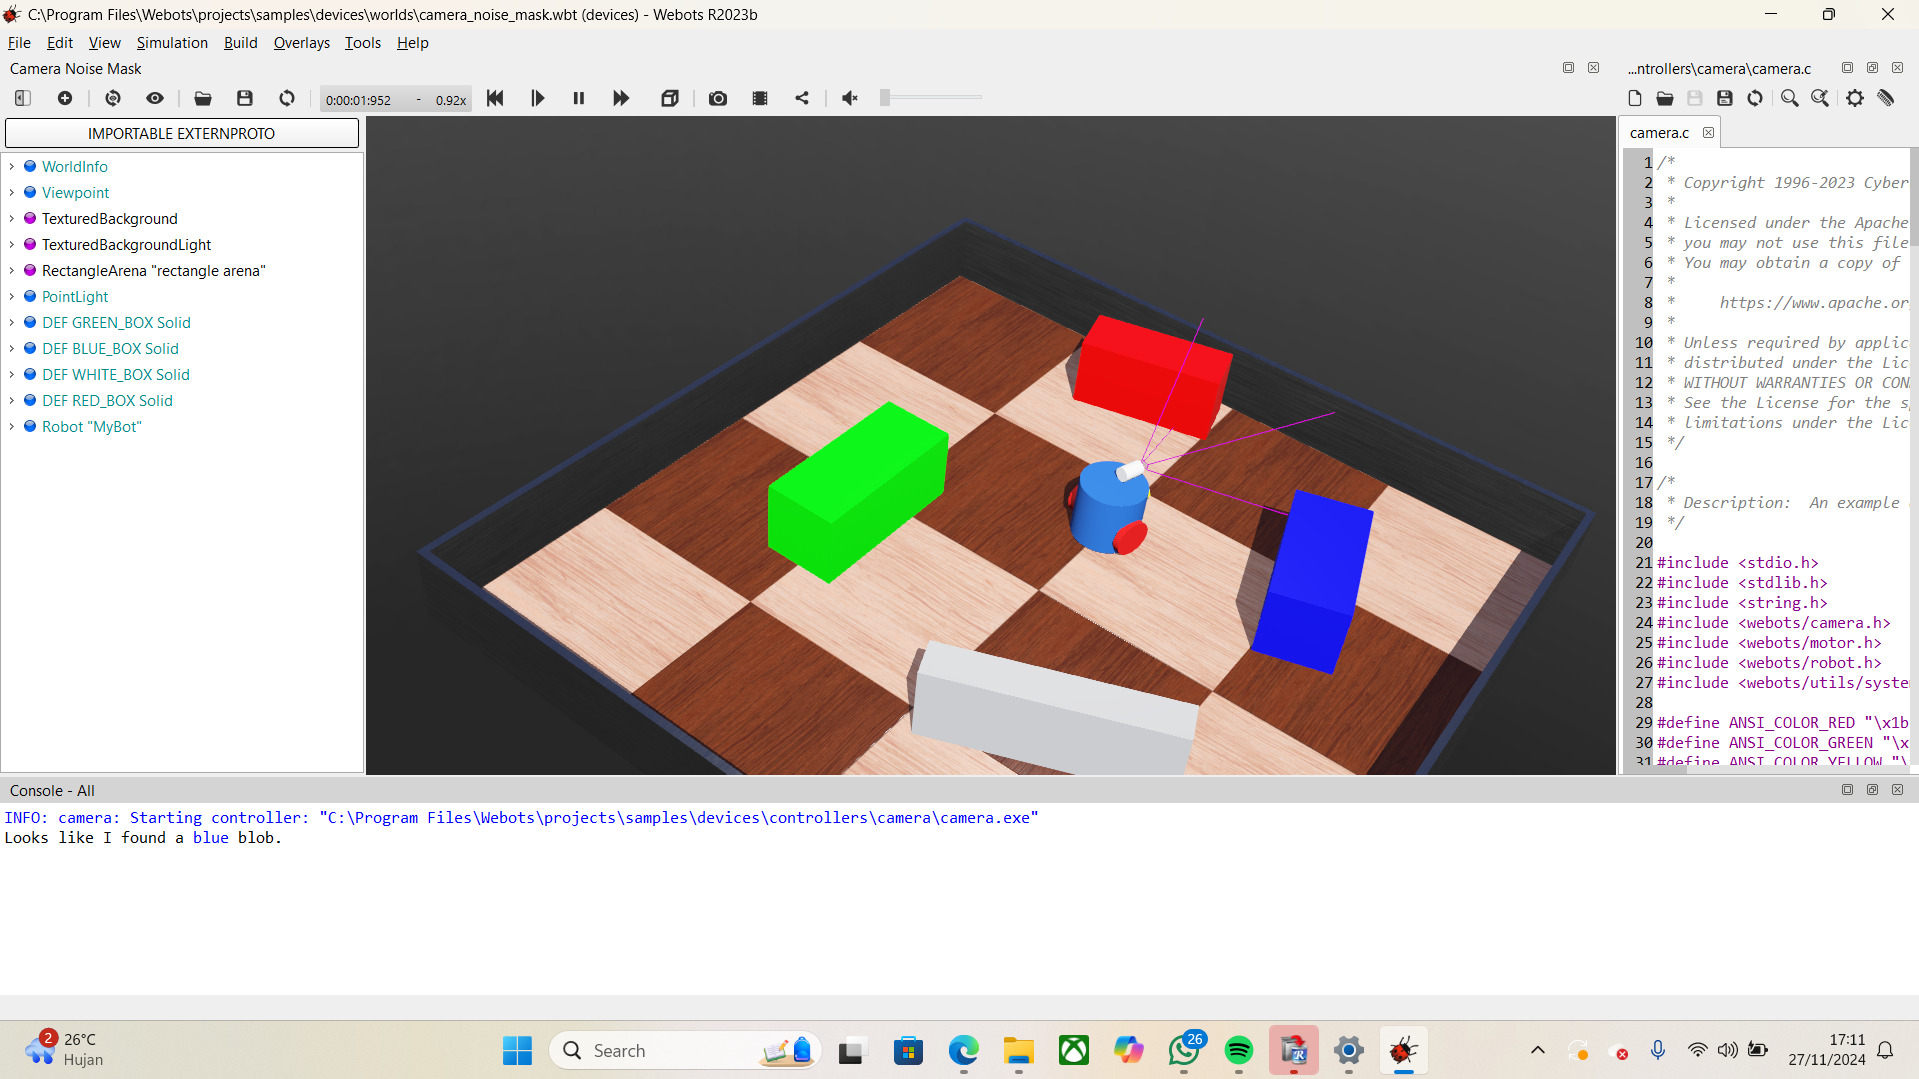 C:\Program Files\Webots\projects\samples\devices\worlds\camera_noise_mask.wbt (devices) - Webots R2023b
File Edit View Simulation Build Overlays Tools Help
Camera Noise Mask
...ntrollers\camera\camera.c
0:00:01:952 - 0.92x
IMPORTABLE EXTERNPROTO
camera.c
WorldInfo
Viewpoint
TexturedBackground
TexturedBackgroundLight
RectangleArena "rectangle arena"
PointLight
DEF GREEN_BOX Solid
DEF BLUE_BOX Solid
DEF WHITE_BOX Solid
DEF RED_BOX Solid
Robot "MyBot"
1 /*
2 * Copyright 1996-2023 Cyber
3 *
4 * Licensed under the Apache
5 * you may not use this file
6 * You may obtain a copy of
7 *
8 * https://www.apache.or
9 *
10 * Unless required by applic
11 * distributed under the Lic
12 * WITHOUT WARRANTIES OR CON
13 * See the License for the s
14 * limitations under the Lic
15 */
16
17 /*
18 * Description: An example
19 */
20
21 #include <stdio.h>
22 #include <stdlib.h>
23 #include <string.h>
24 #include <webots/camera.h>
25 #include <webots/motor.h>
26 #include <webots/robot.h>
27 #include <webots/utils/syste
28
29 #define ANSI_COLOR_RED "\x1b
30 #define ANSI_COLOR_GREEN "\x
31 #define ANSI_COLOR_YELLOW "\
Console - All
INFO: camera: Starting controller: "C:\Program Files\Webots\projects\samples\devices\controllers\camera\camera.exe"
Looks like I found a blue blob.
2
26°C
Hujan
Search
26
17:11
27/11/2024